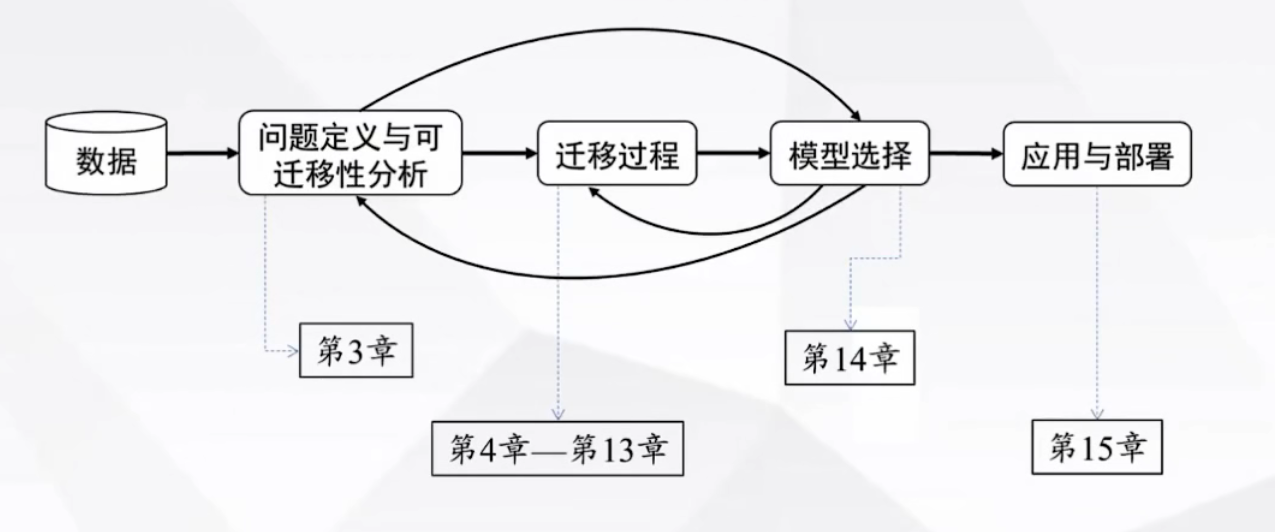 数据
问题定义与可
迁移性分析
迁移过程
模型选择
应用与部署
第3章
第14章
第4章—第13章
第15章